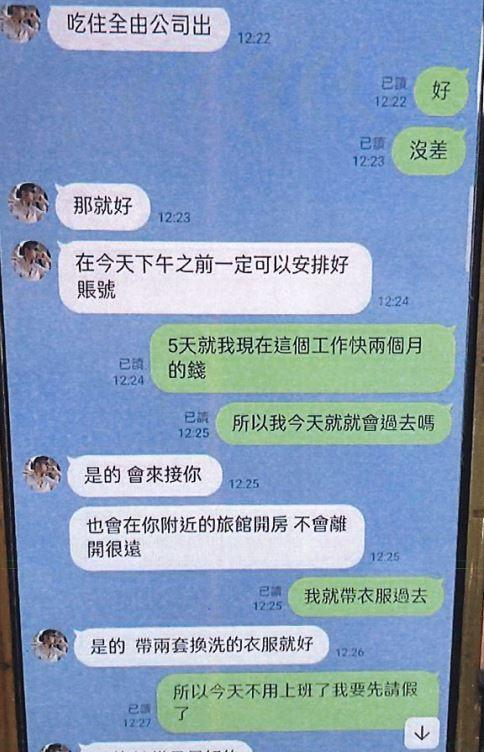 吃住全由公司出
12:22
已讀
12:22
好
已讀
12:23
沒差
那就好
12:23
在今天下午之前一定可以安排好
賬號
12:24
5天就我現在這個工作快兩個月
的錢
已讀
12:24
所以我今天就就會過去嗎
已讀
12:25
是的 會來接你
12:25
也會在你附近的旅館開房 不會離
開很遠
12:25
已讀
12:25
我就帶衣服過去
是的 帶兩套換洗的衣服就好
12:26
所以今天不用上班了我要先請假
了
已讀
12:27